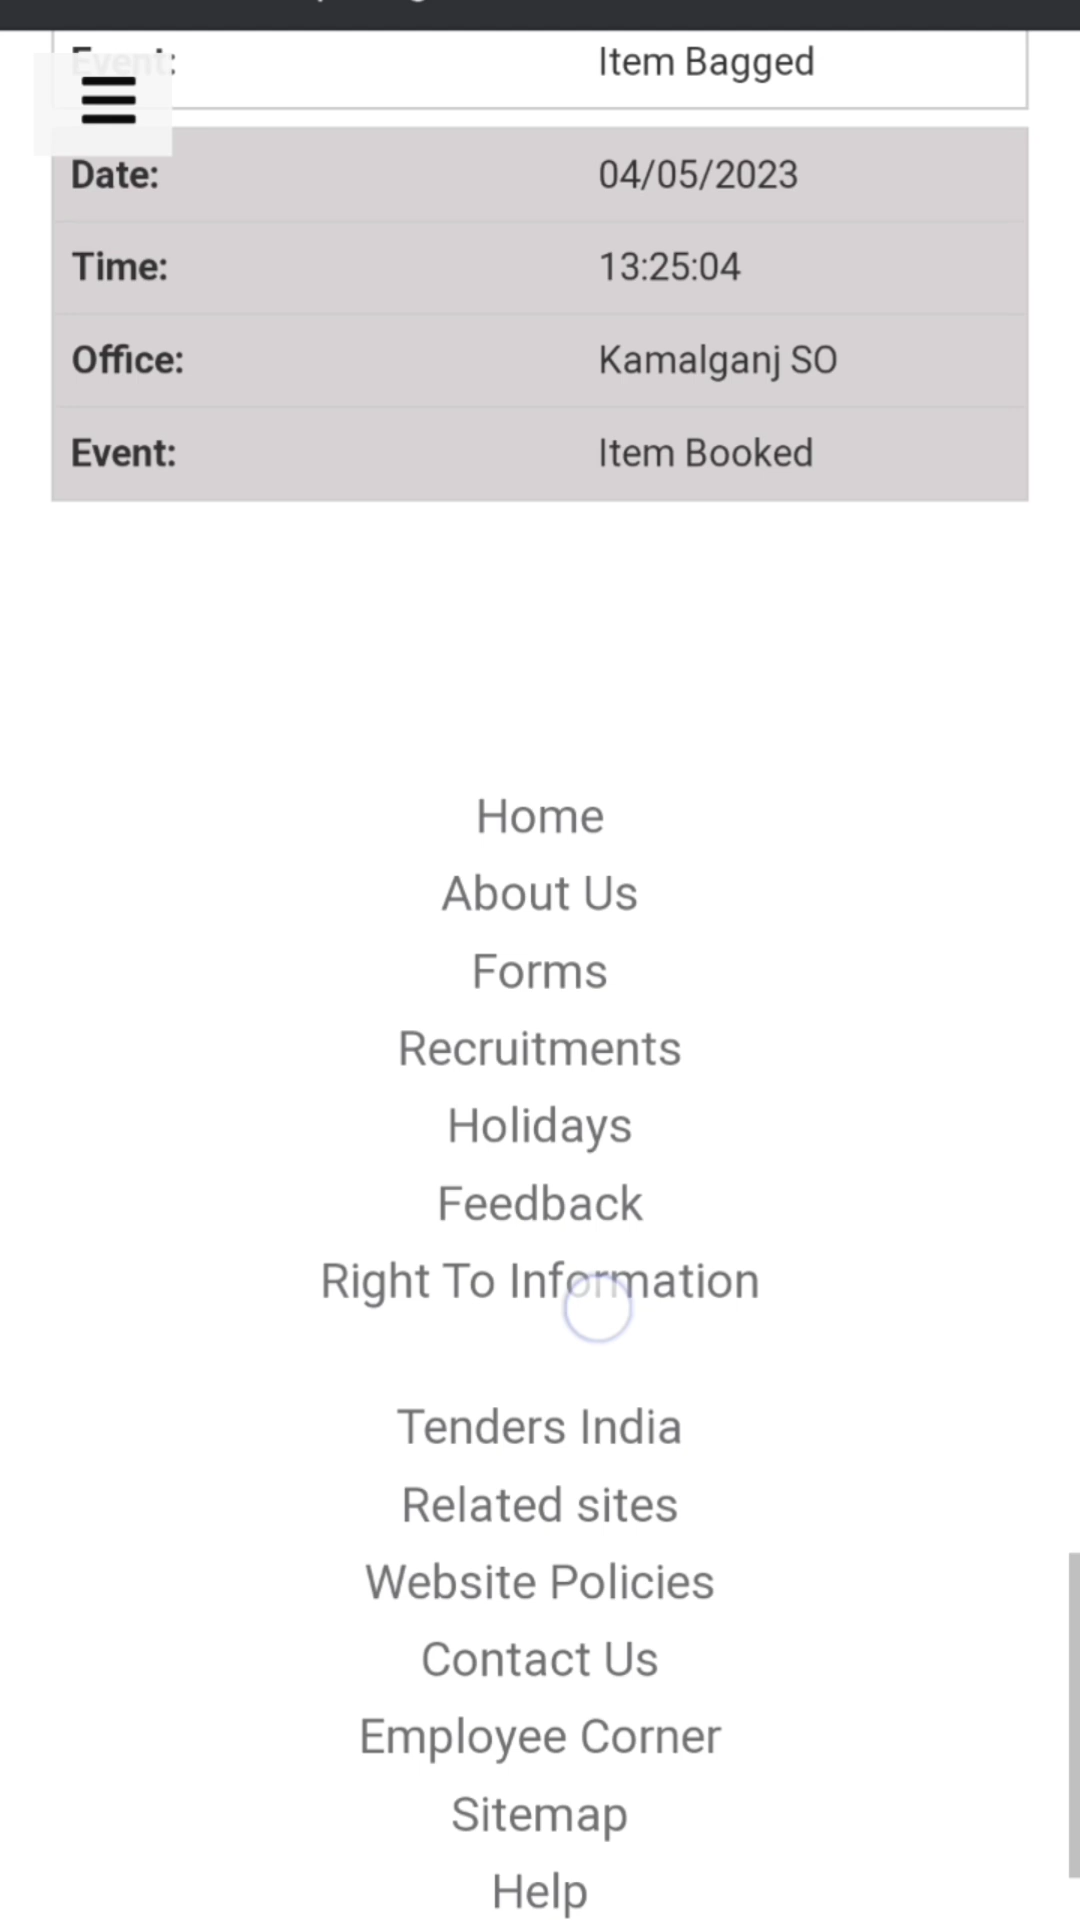 Event: Item Bagged
Date: 04/05/2023
Time: 13:25:04
Office: Kamalganj SO
Event: Item Booked
Home
About Us
Forms
Recruitments
Holidays
Feedback
Right To Information
Tenders India
Related sites
Website Policies
Contact Us
Employee Corner
Sitemap
Help